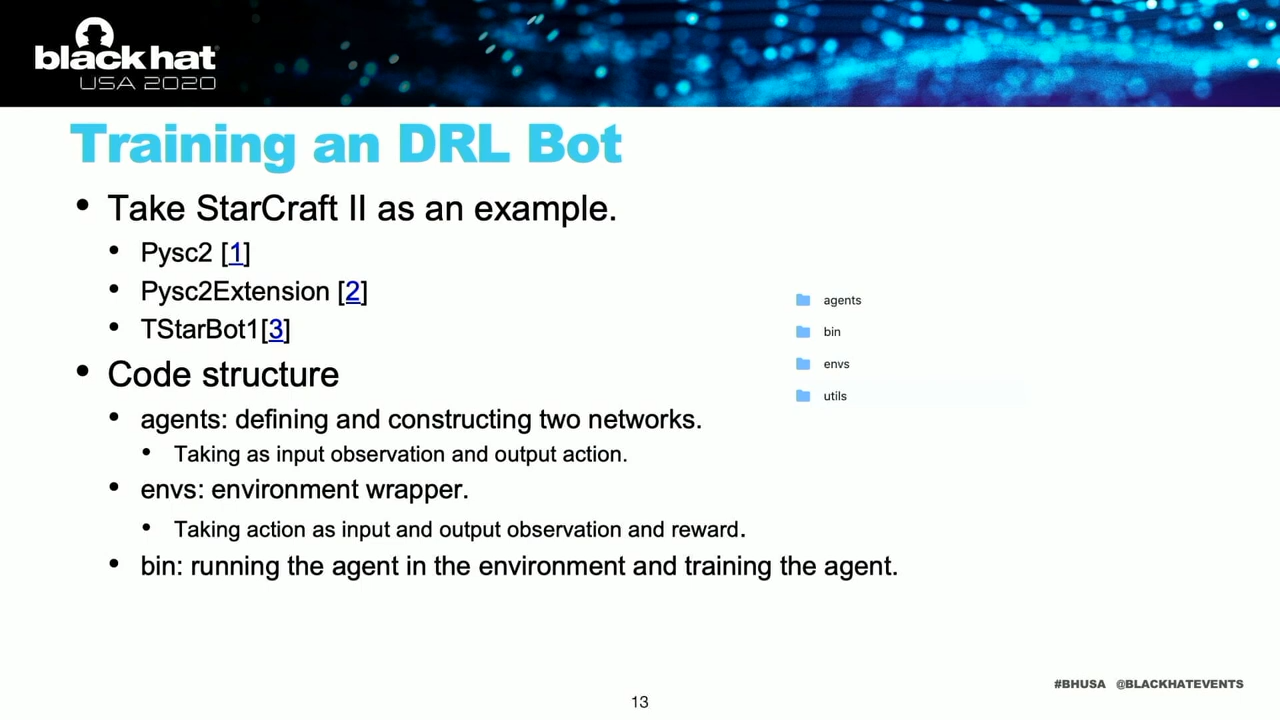 black hat
USA 2020
Training an DRL Bot
• Take StarCraft II as an example.
• Pysc2 [1]
• Pysc2Extension [2]
• TStarBot1[3]
• Code structure
• agents: defining and constructing two networks.
• Taking as input observation and output action.
• envs: environment wrapper.
• Taking action as input and output observation and reward.
• bin: running the agent in the environment and training the agent.
agents
bin
envs
utils
#BHUSA @BLACKHATEVENTS
13